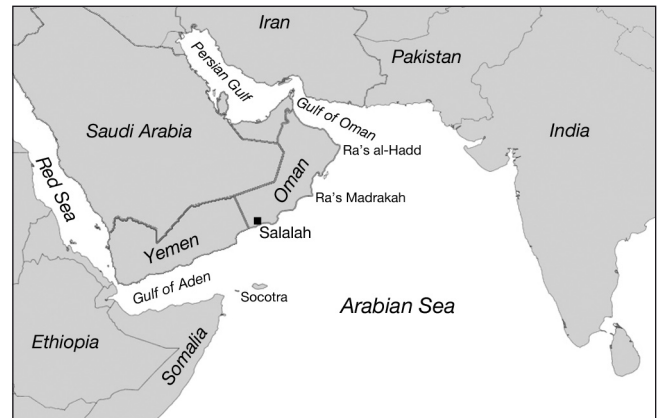 Iran
Pakistan
Persian Gulf
Gulf of Oman
Saudi Arabia
India
Ra's al-Hadd
Red Sea
Oman
Ra's Madrakah
Yemen
Salalah
Gulf of Aden
Socotra
Arabian Sea
Ethiopia
Somalia